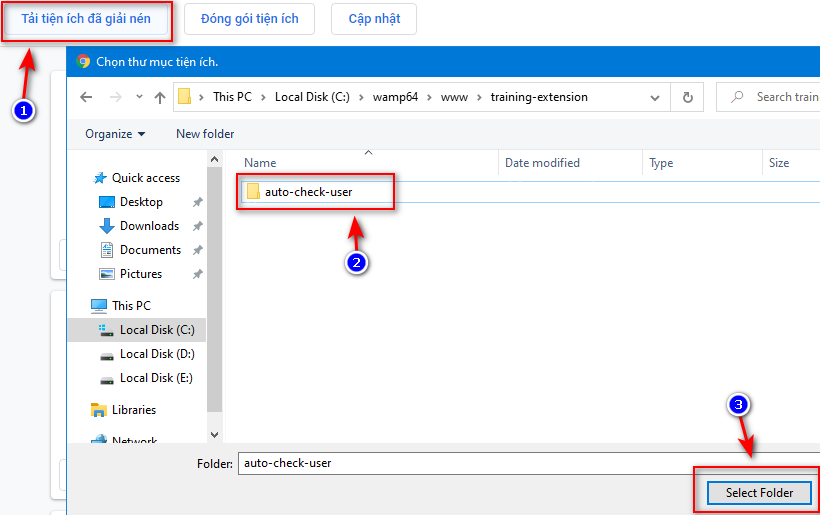 Tải tiện ích đã giải nén Đóng gói tiện ích Cập nhật
1
Chọn thư mục tiện ích.
This PC Local Disk (C:) wamp64 www training-extension Search train
Organize New folder
Name Date modified Type Size
Quick access
Desktop
Downloads
Documents
Pictures
This PC
Local Disk (C:)
Local Disk (D:)
Local Disk (E:)
Libraries
Network
auto-check-user
2
3
Folder: auto-check-user
Select Folder